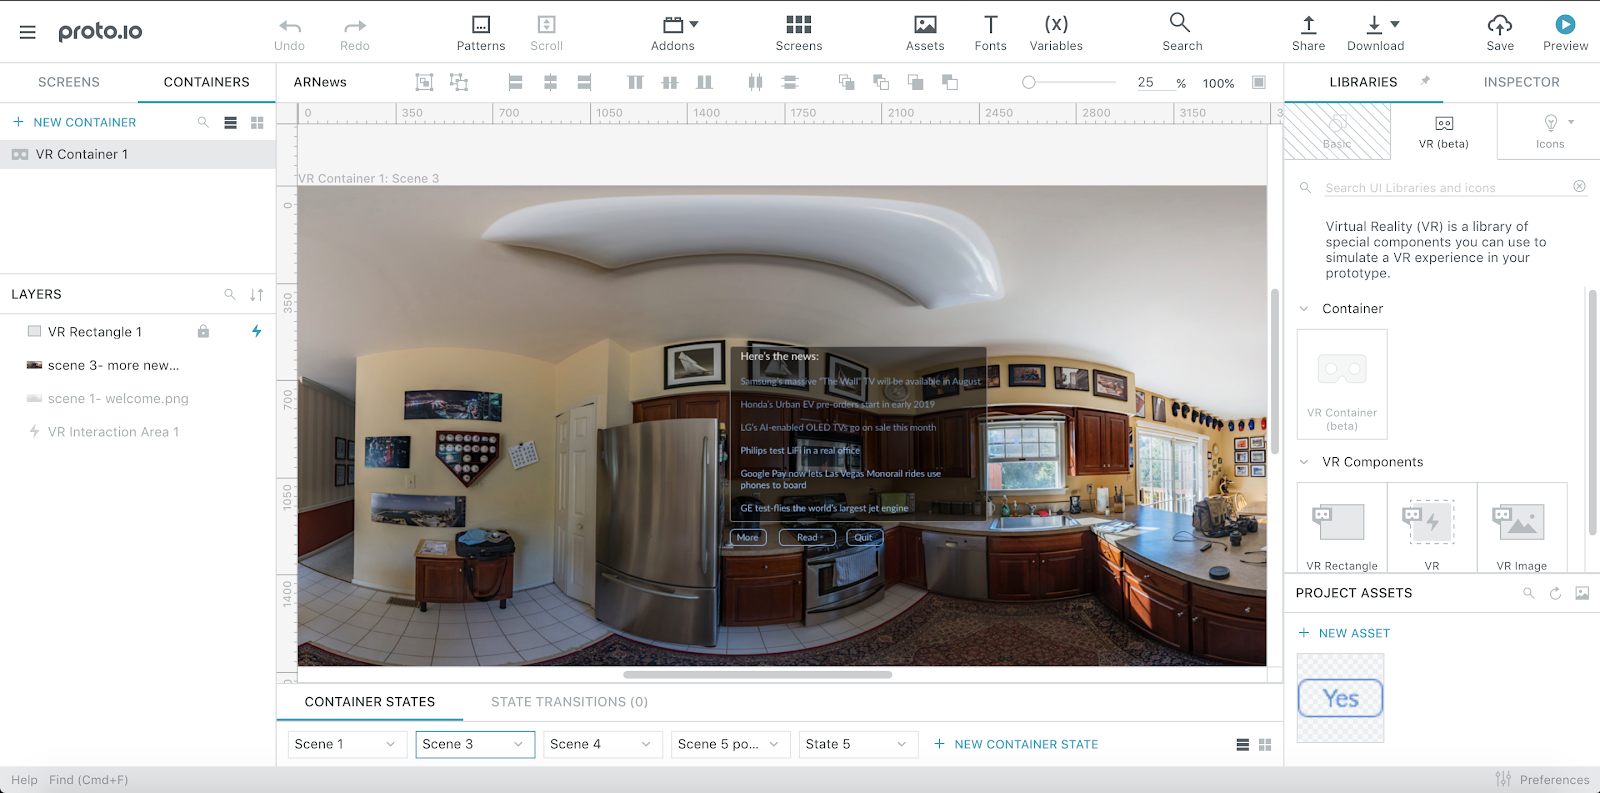 proto.io
Undo
Redo
Patterns
Scroll
Addons
Screens
Assets
Fonts
(x)
Variables
Search
Share
Download
Save
Preview
SCREENS
CONTAINERS
ARNews
25 %
100%
LIBRARIES
INSPECTOR
+ NEW CONTAINER
VR Container 1
0 350 700 1050 1400 1750 2100 2450 2800 3150 3
Basic
VR (beta)
Icons
VR Container 1: Scene 3
Search UI Libraries and icons
Virtual Reality (VR) is a library of
special components you can use to
simulate a VR experience in your
prototype.
0
350
700
1050
1400
LAYERS
VR Rectangle 1
scene 3- more new...
scene 1- welcome.png
VR Interaction Area 1
Here's the news:
Samsung's massive "The Wall" TV will be available in August
Honda's Urban EV pre-orders start in early 2019
LG's AI-enabled OLED TVs go on sale this month
Philips test LiFi in a real office
Google Pay now lets Las Vegas Monorail rides use
phones to board
GE test-flies the world's largest jet engine
More
Read
Quit
Container
VR Container
(beta)
VR Components
VR Rectangle
VR
VR Image
PROJECT ASSETS
+ NEW ASSET
Yes
CONTAINER STATES
STATE TRANSITIONS (0)
Scene 1
Scene 3
Scene 4
Scene 5 po...
State 5
+ NEW CONTAINER STATE
Help
Find (Cmd+F)
Preferences